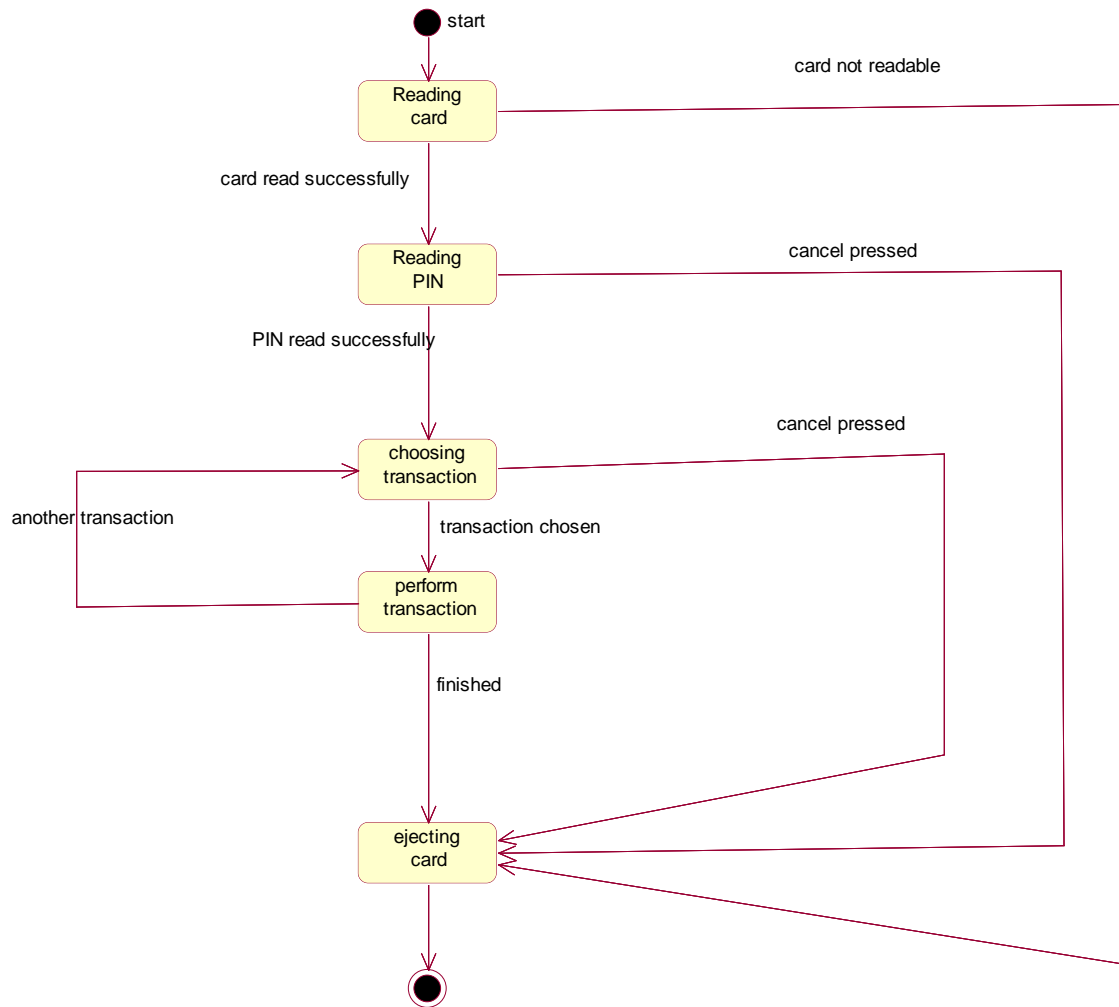 start
card not readable
Reading
card
card read successfully
Reading
PIN
cancel pressed
PIN read successfully
cancel pressed
choosing
transaction
another transaction
transaction chosen
perform
transaction
finished
ejecting
card